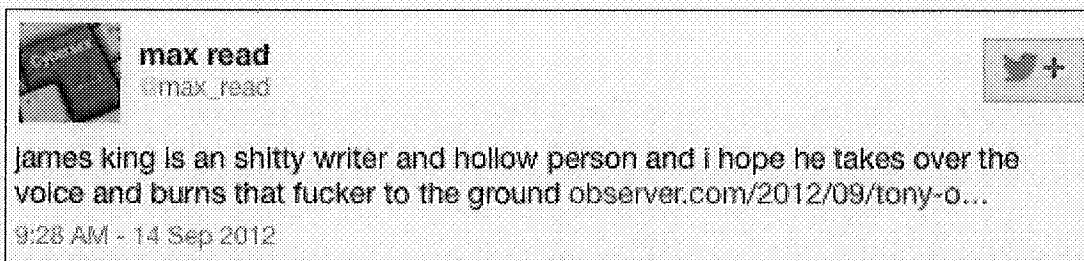 max read
@max_read
james king is an shitty writer and hollow person and i hope he takes over the
voice and burns that fucker to the ground observer.com/2012/09/tony-o...
9:28 AM - 14 Sep 2012